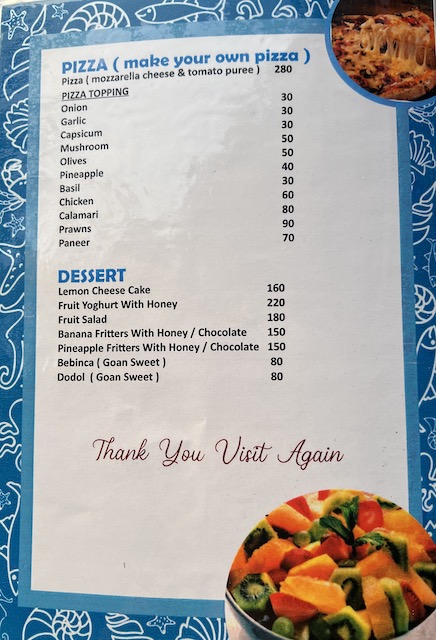 PIZZA ( make your own pizza )
Pizza ( mozzarella cheese & tomato puree ) 280
PIZZA TOPPING
Onion 30
Garlic 30
Capsicum 30
Mushroom 50
Olives 50
Pineapple 40
Basil 30
Chicken 60
Calamari 80
Prawns 90
Paneer 70
DESSERT
Lemon Cheese Cake 160
Fruit Yoghurt With Honey 220
Fruit Salad 180
Banana Fritters With Honey / Chocolate 150
Pineapple Fritters With Honey / Chocolate 150
Bebinca ( Goan Sweet ) 80
Dodol ( Goan Sweet ) 80
Thank You Visit Again